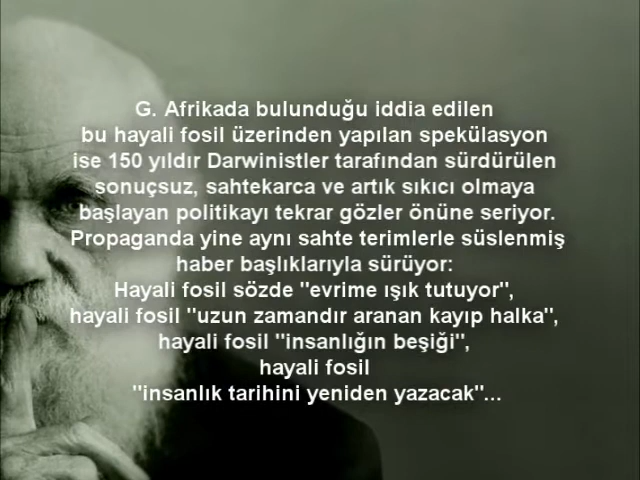 G. Afrikada bulunduğu iddia edilen
bu hayali fosil üzerinden yapılan spekülasyon
ise 150 yıldır Darwinistler tarafından sürdürülen
sonuçsuz, sahtekarca ve artık sıkıcı olmaya
başlayan politikayı tekrar gözler önüne seriyor.
Propaganda yine aynı sahte terimlerle süslenmiş
haber başlıklarıyla sürüyor:
Hayali fosil sözde "evrime ışık tutuyor",
hayali fosil "uzun zamandır aranan kayıp halka",
hayali fosil "insanlığın beşiği",
hayali fosil
"insanlık tarihini yeniden yazacak"...